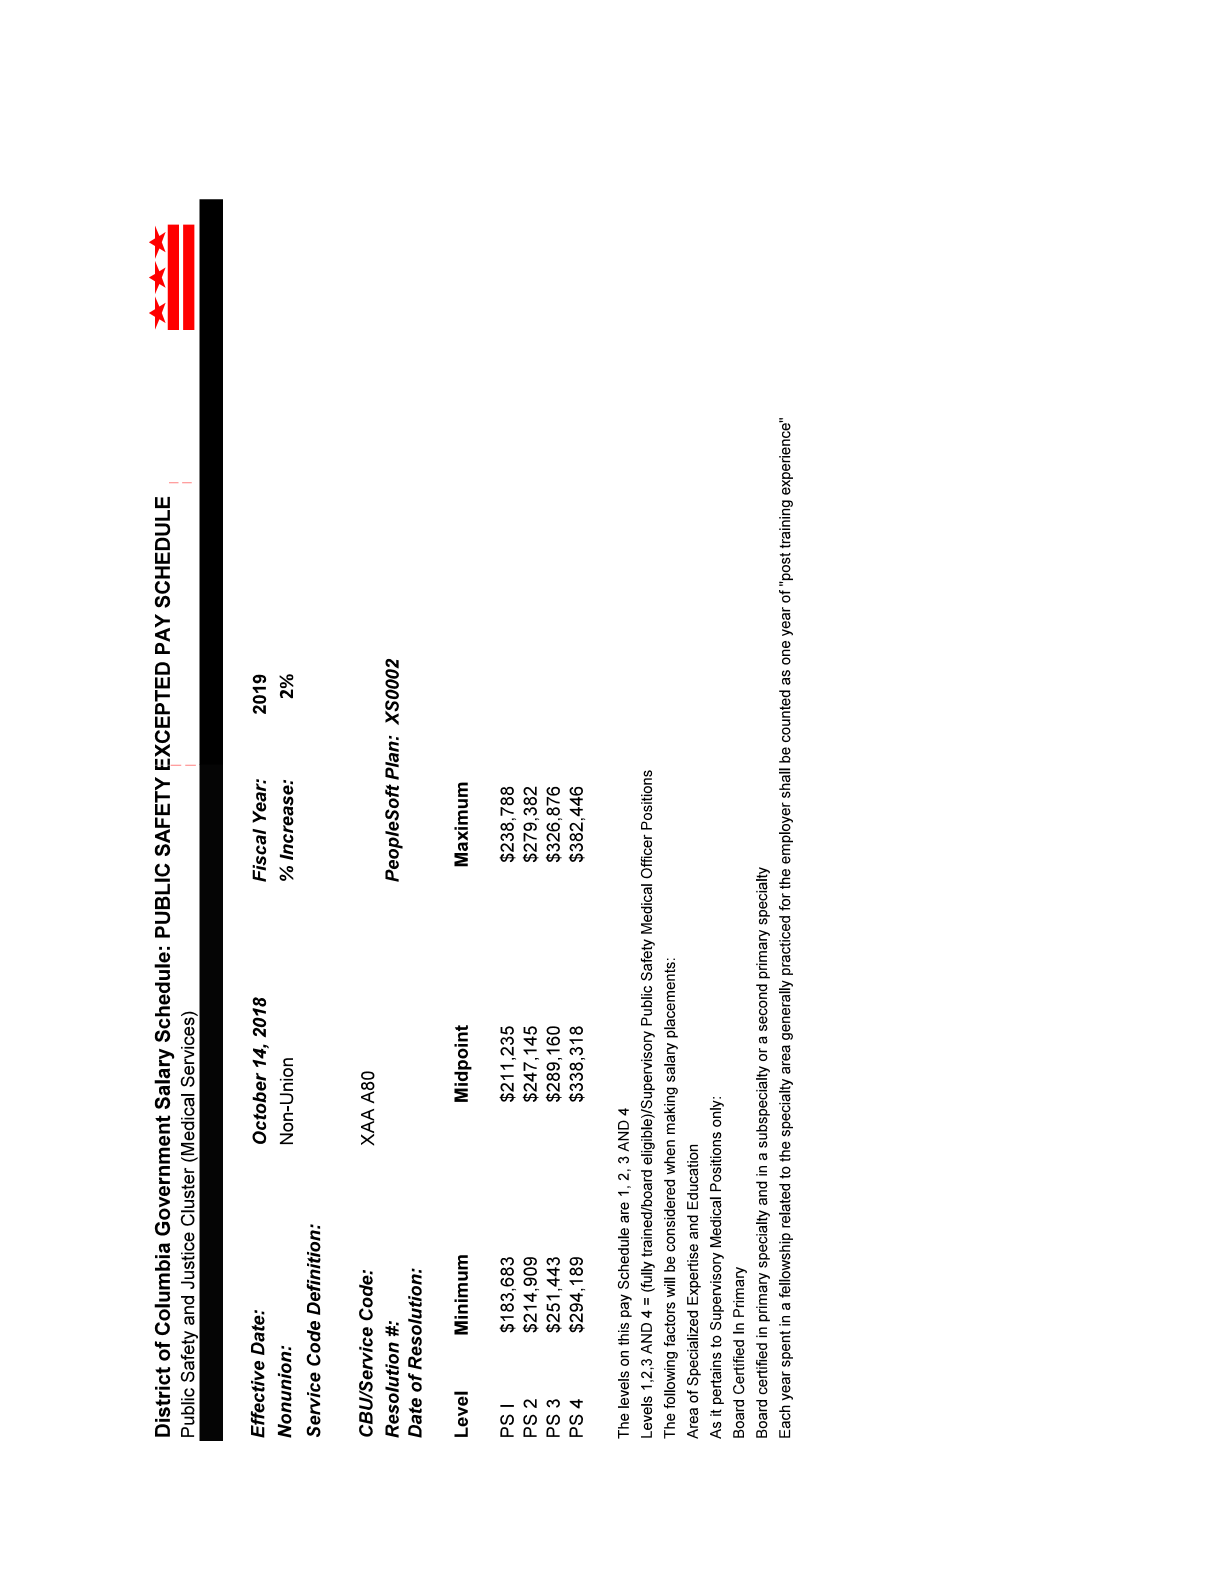 District of Columbia Government Salary Schedule: PUBLIC SAFETY EXCEPTED PAY SCHEDULE
Public Safety and Justice Cluster (Medical Services)
Effective Date: October 14, 2018 Fiscal Year: 2019
Nonunion: Non-Union % Increase: 2%
Service Code Definition:
CBU/Service Code: XAA A80
Resolution #: PeopleSoft Plan: XS0002
Date of Resolution:
Level Minimum Midpoint Maximum
PS I $183,683 $211,235 $238,788
PS 2 $214,909 $247,145 $279,382
PS 3 $251,443 $289,160 $326,876
PS 4 $294,189 $338,318 $382,446
The levels on this pay Schedule are 1, 2, 3 AND 4
Levels 1,2,3 AND 4 = (fully trained/board eligible)/Supervisory Public Safety Medical Officer Positions
The following factors will be considered when making salary placements:
Area of Specialized Expertise and Education
As it pertains to Supervisory Medical Positions only:
Board Certified In Primary
Board certified in primary specialty and in a subspecialty or a second primary specialty
Each year spent in a fellowship related to the specialty area generally practiced for the employer shall be counted as one year of "post training experience"